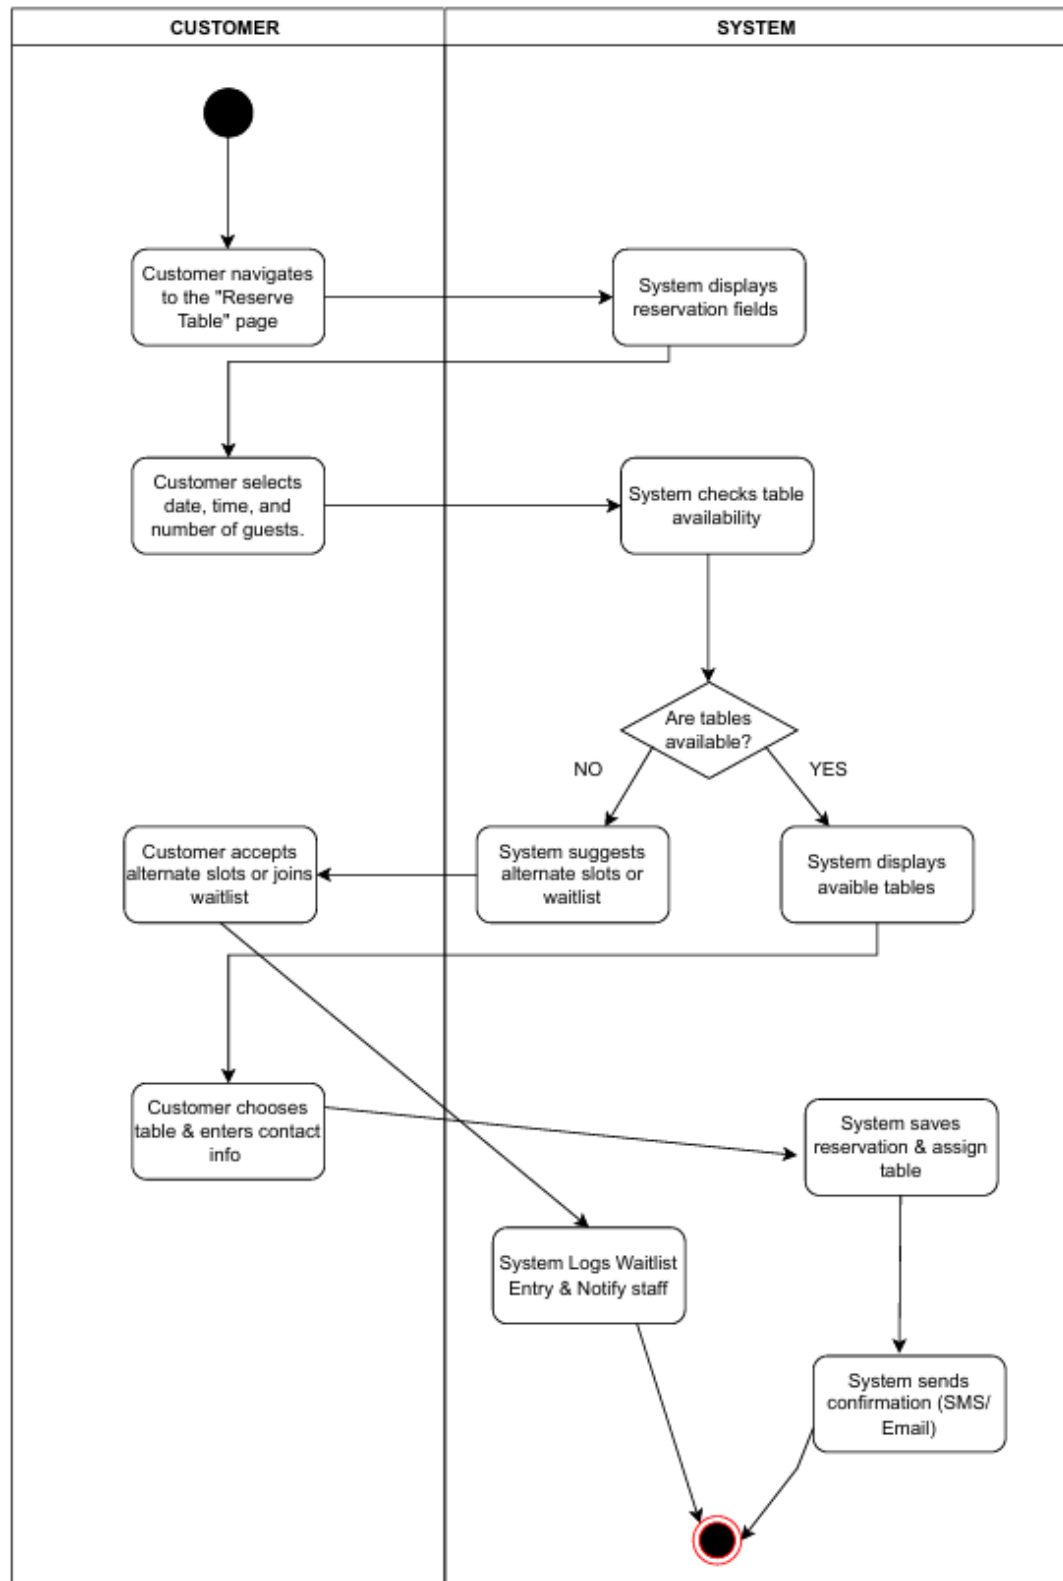 CUSTOMER
SYSTEM
Customer navigates
to the "Reserve
Table" page
System displays
reservation fields
Customer selects
date, time, and
number of guests.
System checks table
availability
Are tables
available?
NO
YES
Customer accepts
alternate slots or joins
waitlist
System suggests
alternate slots or
waitlist
System displays
avaible tables
Customer chooses
table & enters contact
info
System saves
reservation & assign
table
System Logs Waitlist
Entry & Notify staff
System sends
confirmation (SMS/
Email)